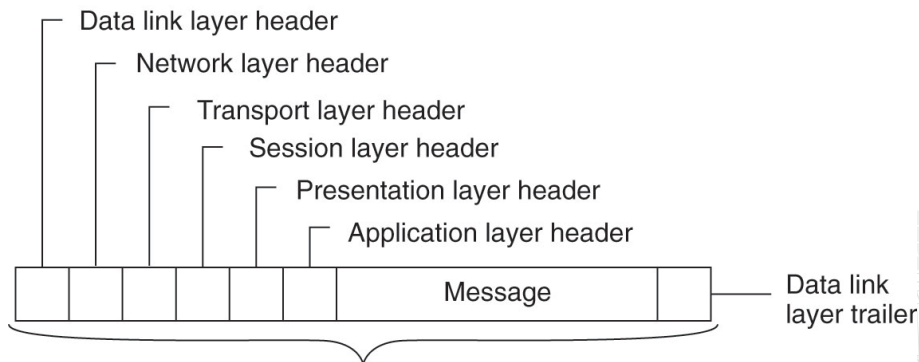 Data link layer header
Network layer header
Transport layer header
Session layer header
Presentation layer header
Application layer header
Message
Data link
layer trailer